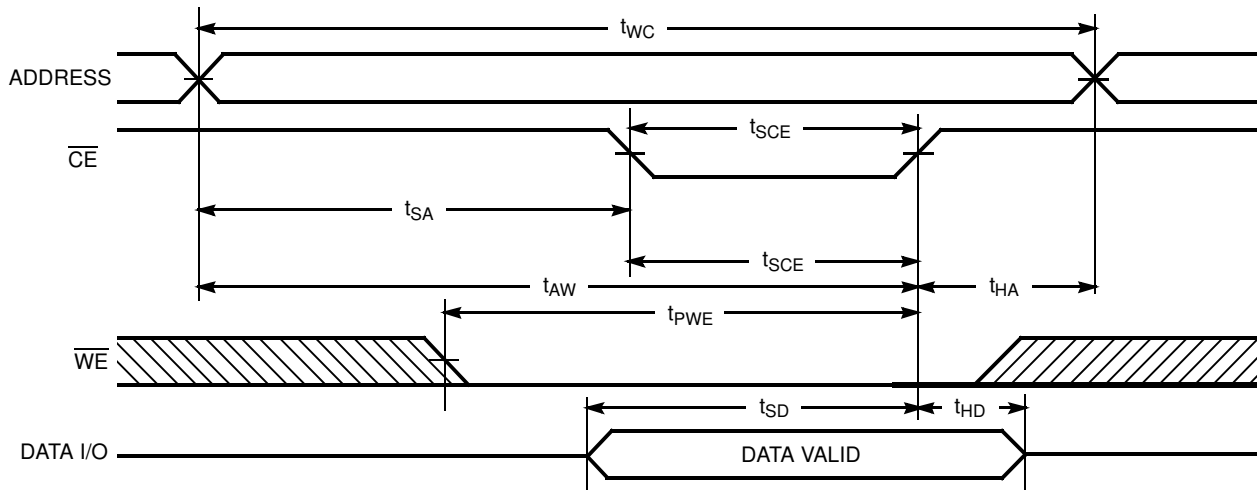 tWC
ADDRESS
tSCE
CE
tSA
tSCE
tAW
tHA
tPWE
WE
tSD
tHD
DATA I/O
DATA VALID